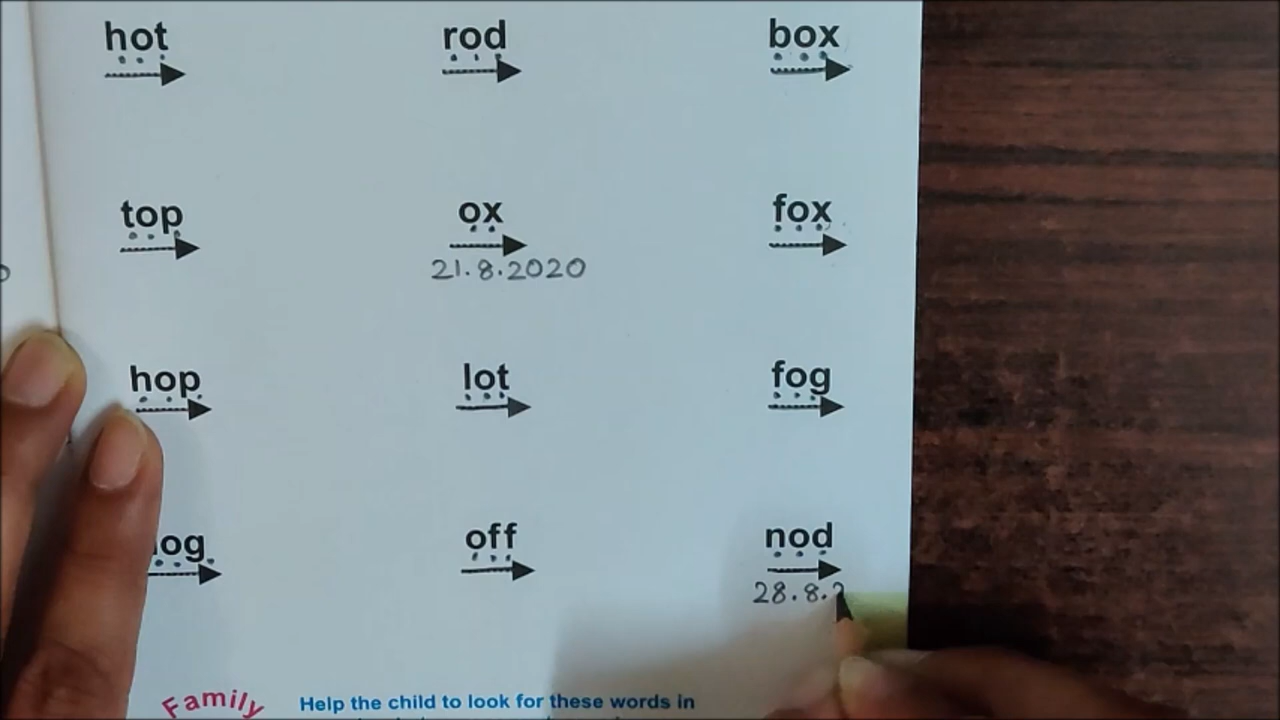 hot rod box
top ox fox
21.8.2020
hop lot fog
off nod
28.8.2
Family Help the child to look for these words in